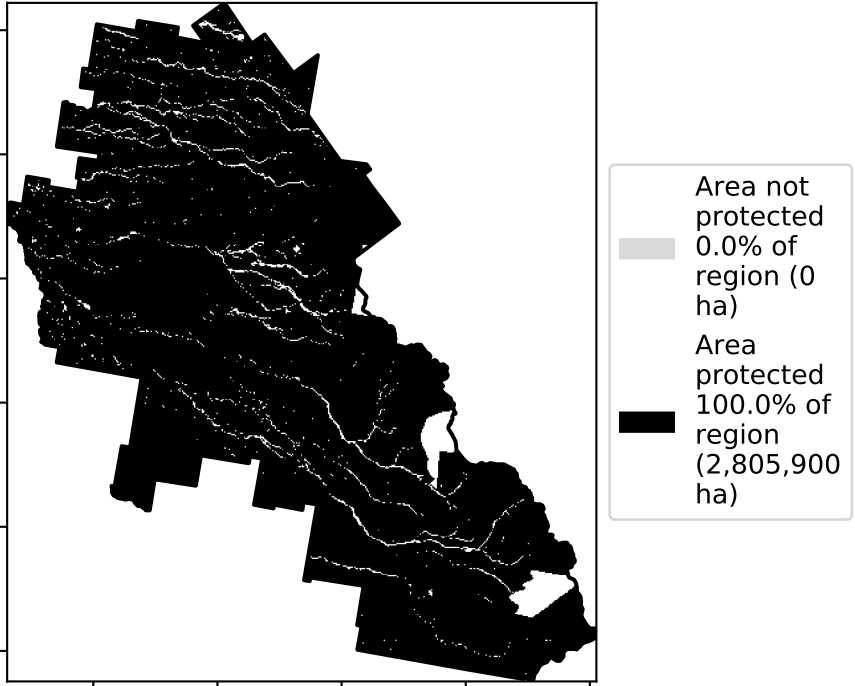 Area not
protected
0.0% of
region (0
ha)
Area
protected
100.0% of
region
(2,805,900
ha)